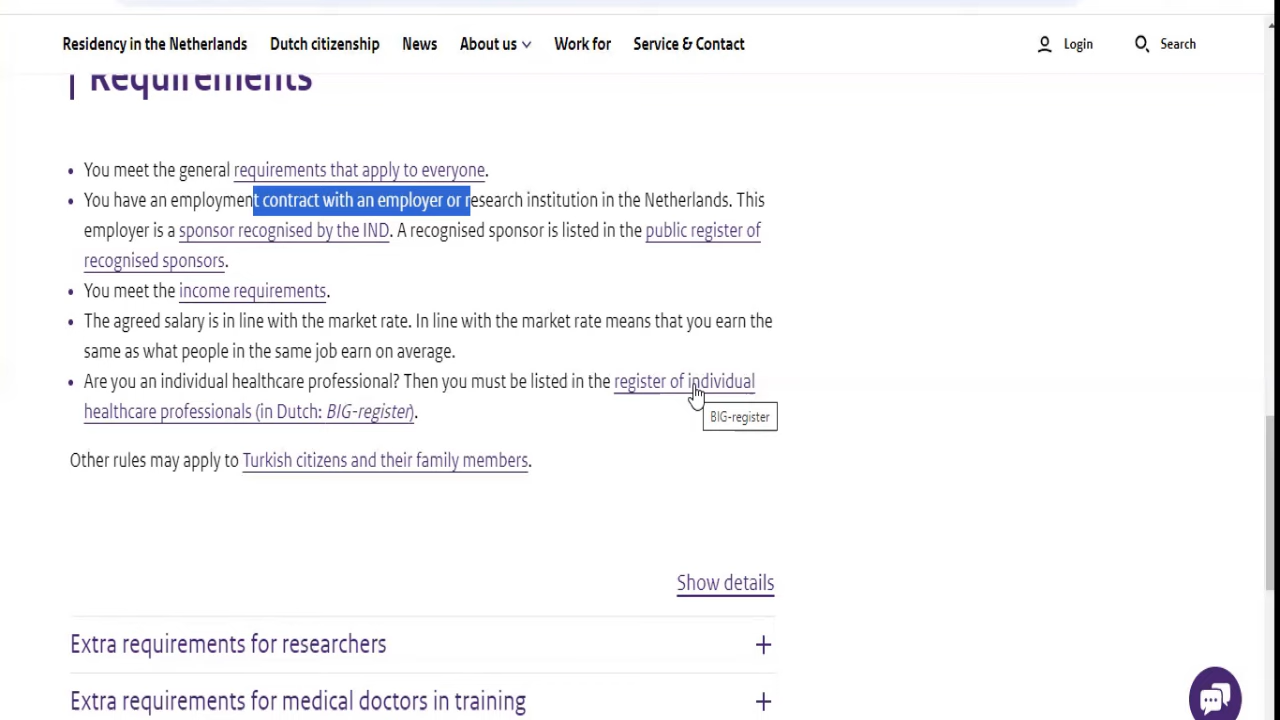 Residency in the Netherlands Dutch citizenship News About us Work for Service & Contact Login Search
Requirements
You meet the general requirements that apply to everyone.
You have an employment contract with an employer or research institution in the Netherlands. This
employer is a sponsor recognised by the IND. A recognised sponsor is listed in the public register of
recognised sponsors.
You meet the income requirements.
The agreed salary is in line with the market rate. In line with the market rate means that you earn the
same as what people in the same job earn on average.
Are you an individual healthcare professional? Then you must be listed in the register of individual
healthcare professionals (in Dutch: BIG-register).
BIG-register
Other rules may apply to Turkish citizens and their family members.
Show details
Extra requirements for researchers
Extra requirements for medical doctors in training